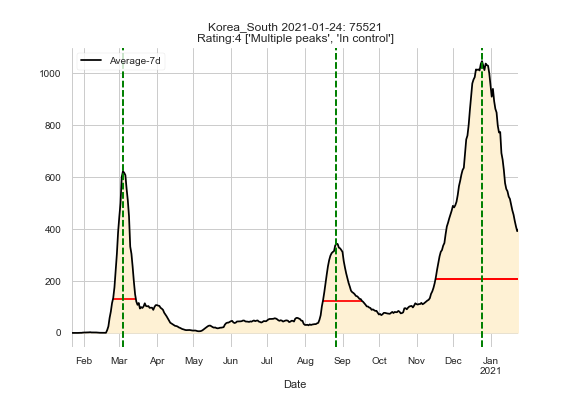 Korea_South 2021-01-24: 75521
Rating:4 ['Multiple peaks', 'In control']
Average-7d
1000
800
600
400
200
0
Feb Mar Apr May Jun Jul Aug Sep Oct Nov Dec Jan
2021
Date